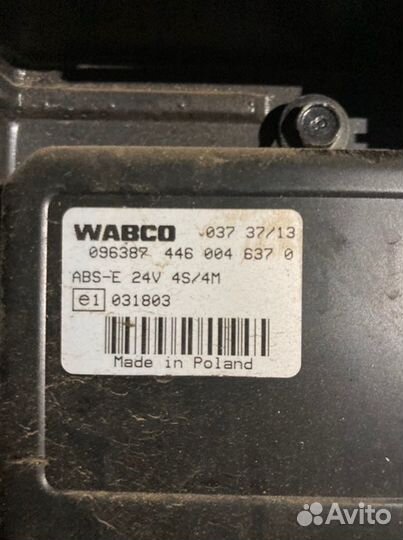 WABCO 037 37/13
096387 446 004 637 0
ABS-E 24V 4S/4M
e1 031803
Made in Poland
Avito